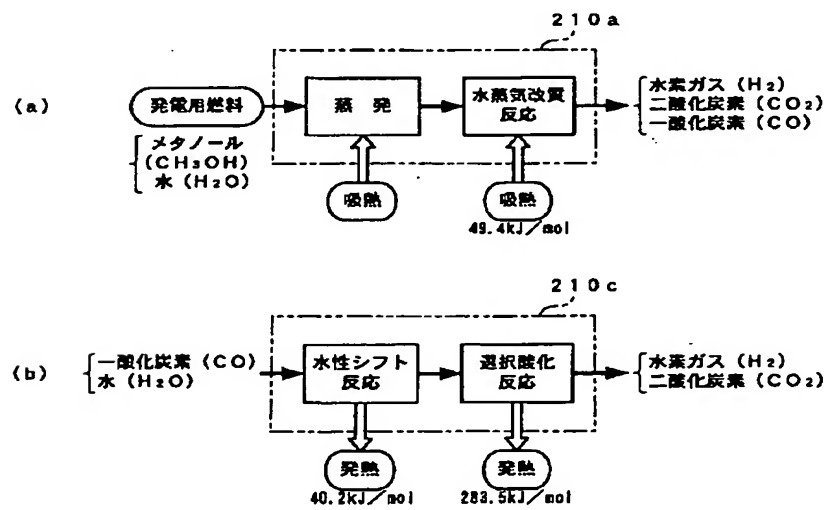 210a
(a)
発電用燃料
蒸発
水蒸気改質
反応
水素ガス(H2)
二酸化炭素(CO2)
一酸化炭素(CO)
メタノール
(CH3OH)
水(H2O)
吸熱
吸熱
49.4kJ/mol
210c
(b)
一酸化炭素(CO)
水(H2O)
水性シフト
反応
選択酸化
反応
水素ガス(H2)
二酸化炭素(CO2)
発熱
40.2kJ/mol
発熱
283.5kJ/mol